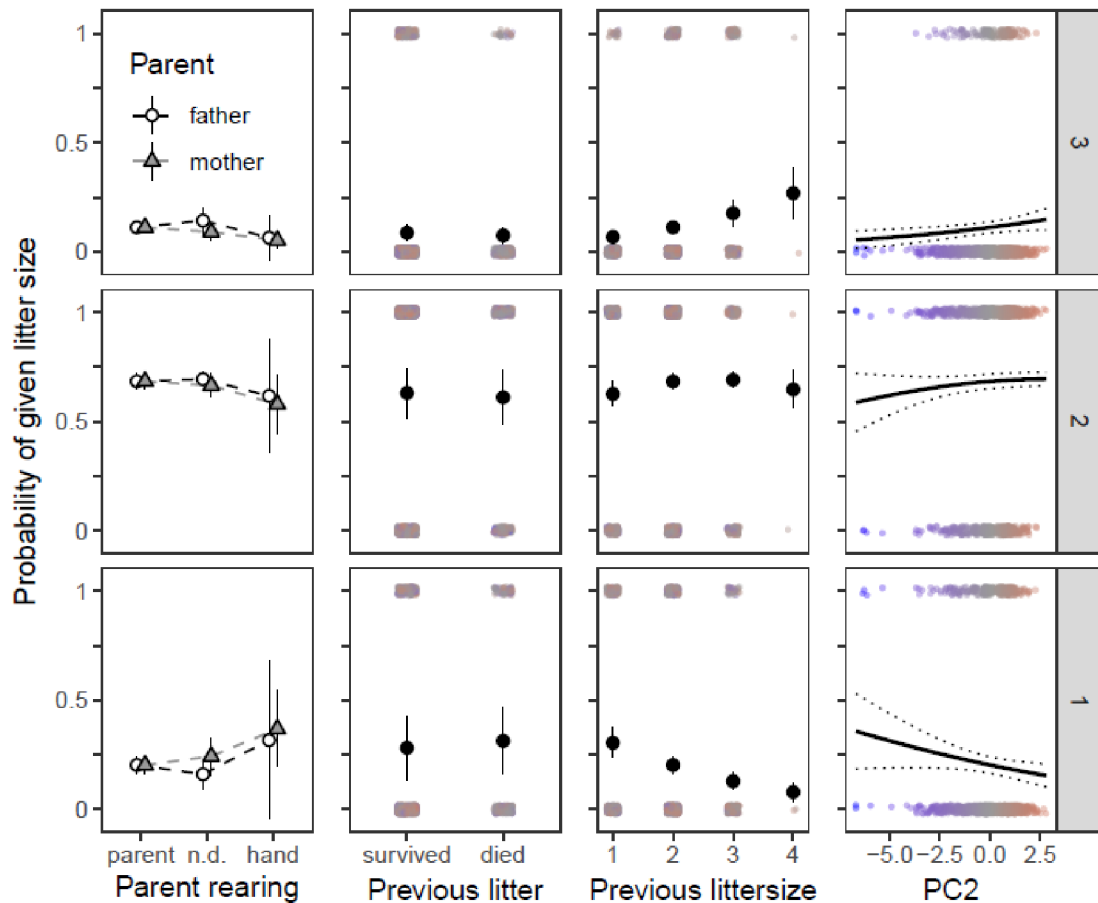 Probability of given litter size
1
0.5
0
Parent
father
mother
3
1
0.5
0
2
1
0.5
0
1
parent n.d. hand
survived died
1 2 3 4
−5.0 −2.5 0.0 2.5
Parent rearing
Previous litter
Previous littersize
PC2